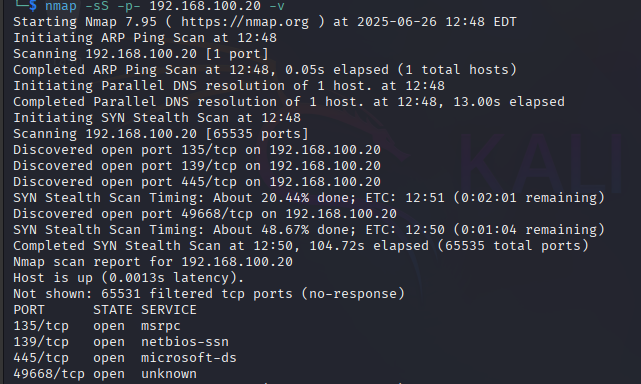 └─$ nmap -sS -p- 192.168.100.20 -v
Starting Nmap 7.95 ( https://nmap.org ) at 2025-06-26 12:48 EDT
Initiating ARP Ping Scan at 12:48
Scanning 192.168.100.20 [1 port]
Completed ARP Ping Scan at 12:48, 0.05s elapsed (1 total hosts)
Initiating Parallel DNS resolution of 1 host. at 12:48
Completed Parallel DNS resolution of 1 host. at 12:48, 13.00s elapsed
Initiating SYN Stealth Scan at 12:48
Scanning 192.168.100.20 [65535 ports]
Discovered open port 135/tcp on 192.168.100.20
Discovered open port 139/tcp on 192.168.100.20
Discovered open port 445/tcp on 192.168.100.20
SYN Stealth Scan Timing: About 20.44% done; ETC: 12:51 (0:02:01 remaining)
Discovered open port 49668/tcp on 192.168.100.20
SYN Stealth Scan Timing: About 48.67% done; ETC: 12:50 (0:01:04 remaining)
Completed SYN Stealth Scan at 12:50, 104.72s elapsed (65535 total ports)
Nmap scan report for 192.168.100.20
Host is up (0.0013s latency).
Not shown: 65531 filtered tcp ports (no-response)
PORT      STATE SERVICE
135/tcp   open  msrpc
139/tcp   open  netbios-ssn
445/tcp   open  microsoft-ds
49668/tcp open  unknown
KALI